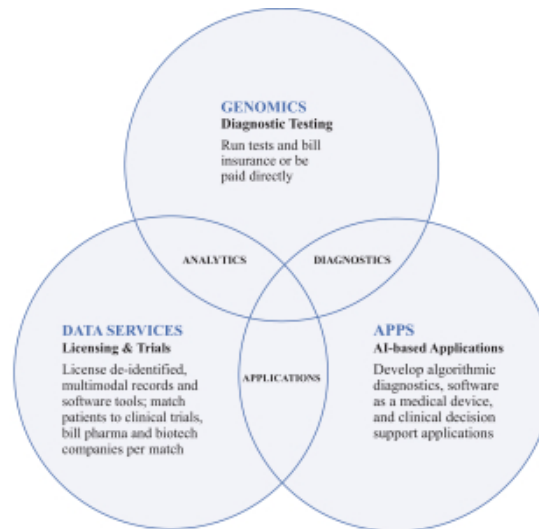 GENOMICS
Diagnostic Testing
Run tests and bill
insurance or be
paid directly
ANALYTICS
DIAGNOSTICS
DATA SERVICES
Licensing & Trials
License de-identified,
multimodal records and
software tools; match
patients to clinical trials,
bill pharma and biotech
companies per match
APPLICATIONS
APPS
AI-based Applications
Develop algorithmic
diagnostics, software
as a medical device,
and clinical decision
support applications